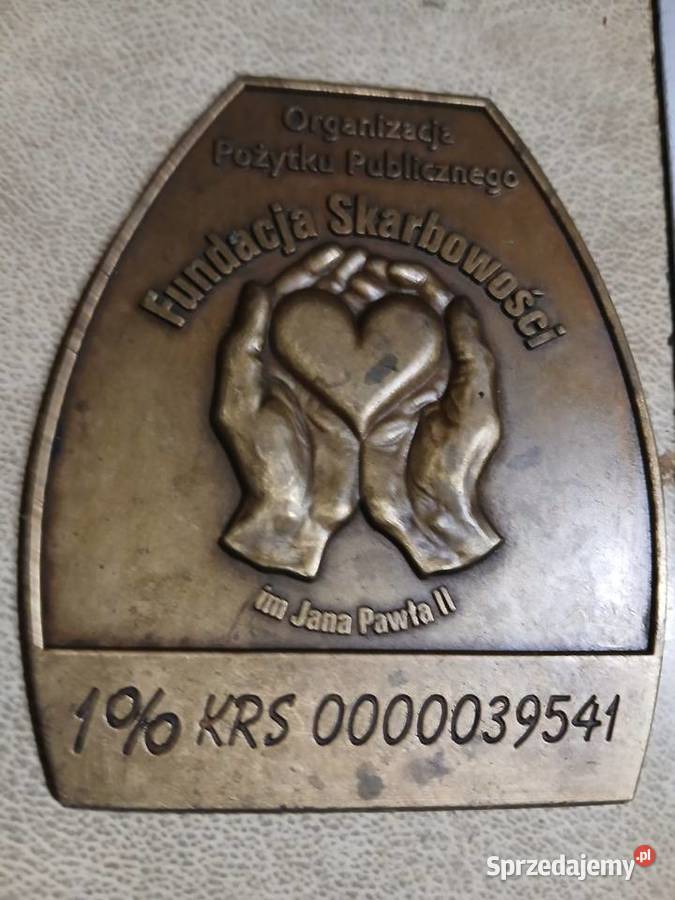 Organizacja
Pożytku Publicznego
Fundacja Skarbowości
im Jana Pawła II
1% KRS 0000039541
Sprzedajemy.pl